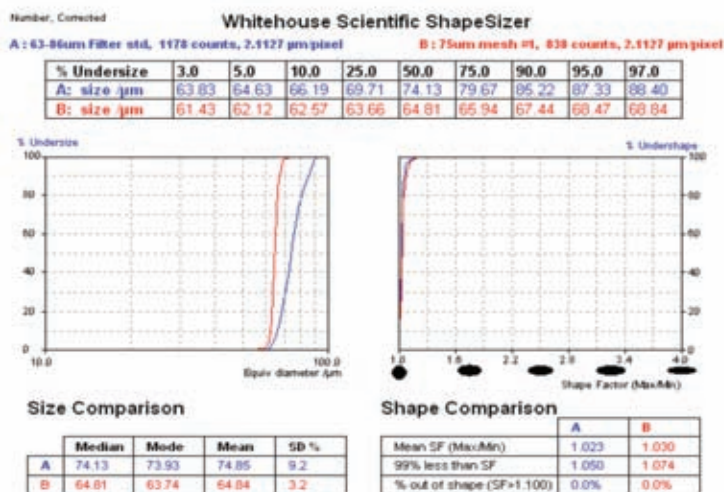 Number, Corrected
Whitehouse Scientific ShapeSizer
A : 63-86um Filter std, 1178 counts, 2.1127 µm/pixel
B : 75um mesh #1, 838 counts, 2.1127 µm/pixel
% Undersize 3.0 5.0 10.0 25.0 50.0 75.0 90.0 95.0 97.0
A: size /µm 63.83 64.63 66.19 69.71 74.13 79.67 85.22 87.33 88.40
B: size /µm 61.43 62.12 62.57 63.66 64.81 65.94 67.44 68.47 68.84
% Undersize
100
80
60
40
20
0
10.0 100.0
Equiv diameter /µm
% Undershape
100
80
60
40
20
0
1.0 1.6 2.2 2.8 3.4 4.0
Shape Factor (Max/Min)
Size Comparison
Median Mode Mean SD %
A 74.13 73.93 74.85 9.2
B 64.81 63.74 64.84 3.2
Shape Comparison
A B
Mean SF (Max/Min) 1.023 1.030
99% less than SF 1.050 1.074
% out of shape (SF>1.100) 0.0% 0.0%